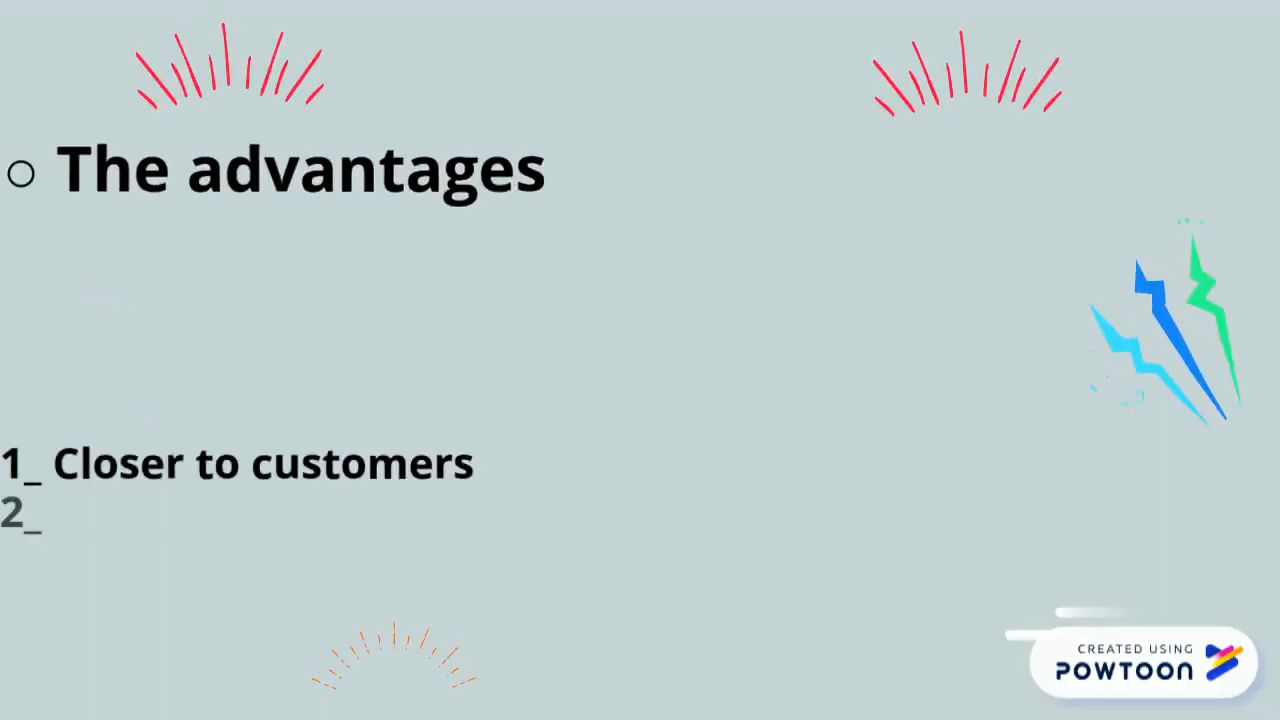 ○ The advantages
1_ Closer to customers
2_
CREATED USING
POWTOON